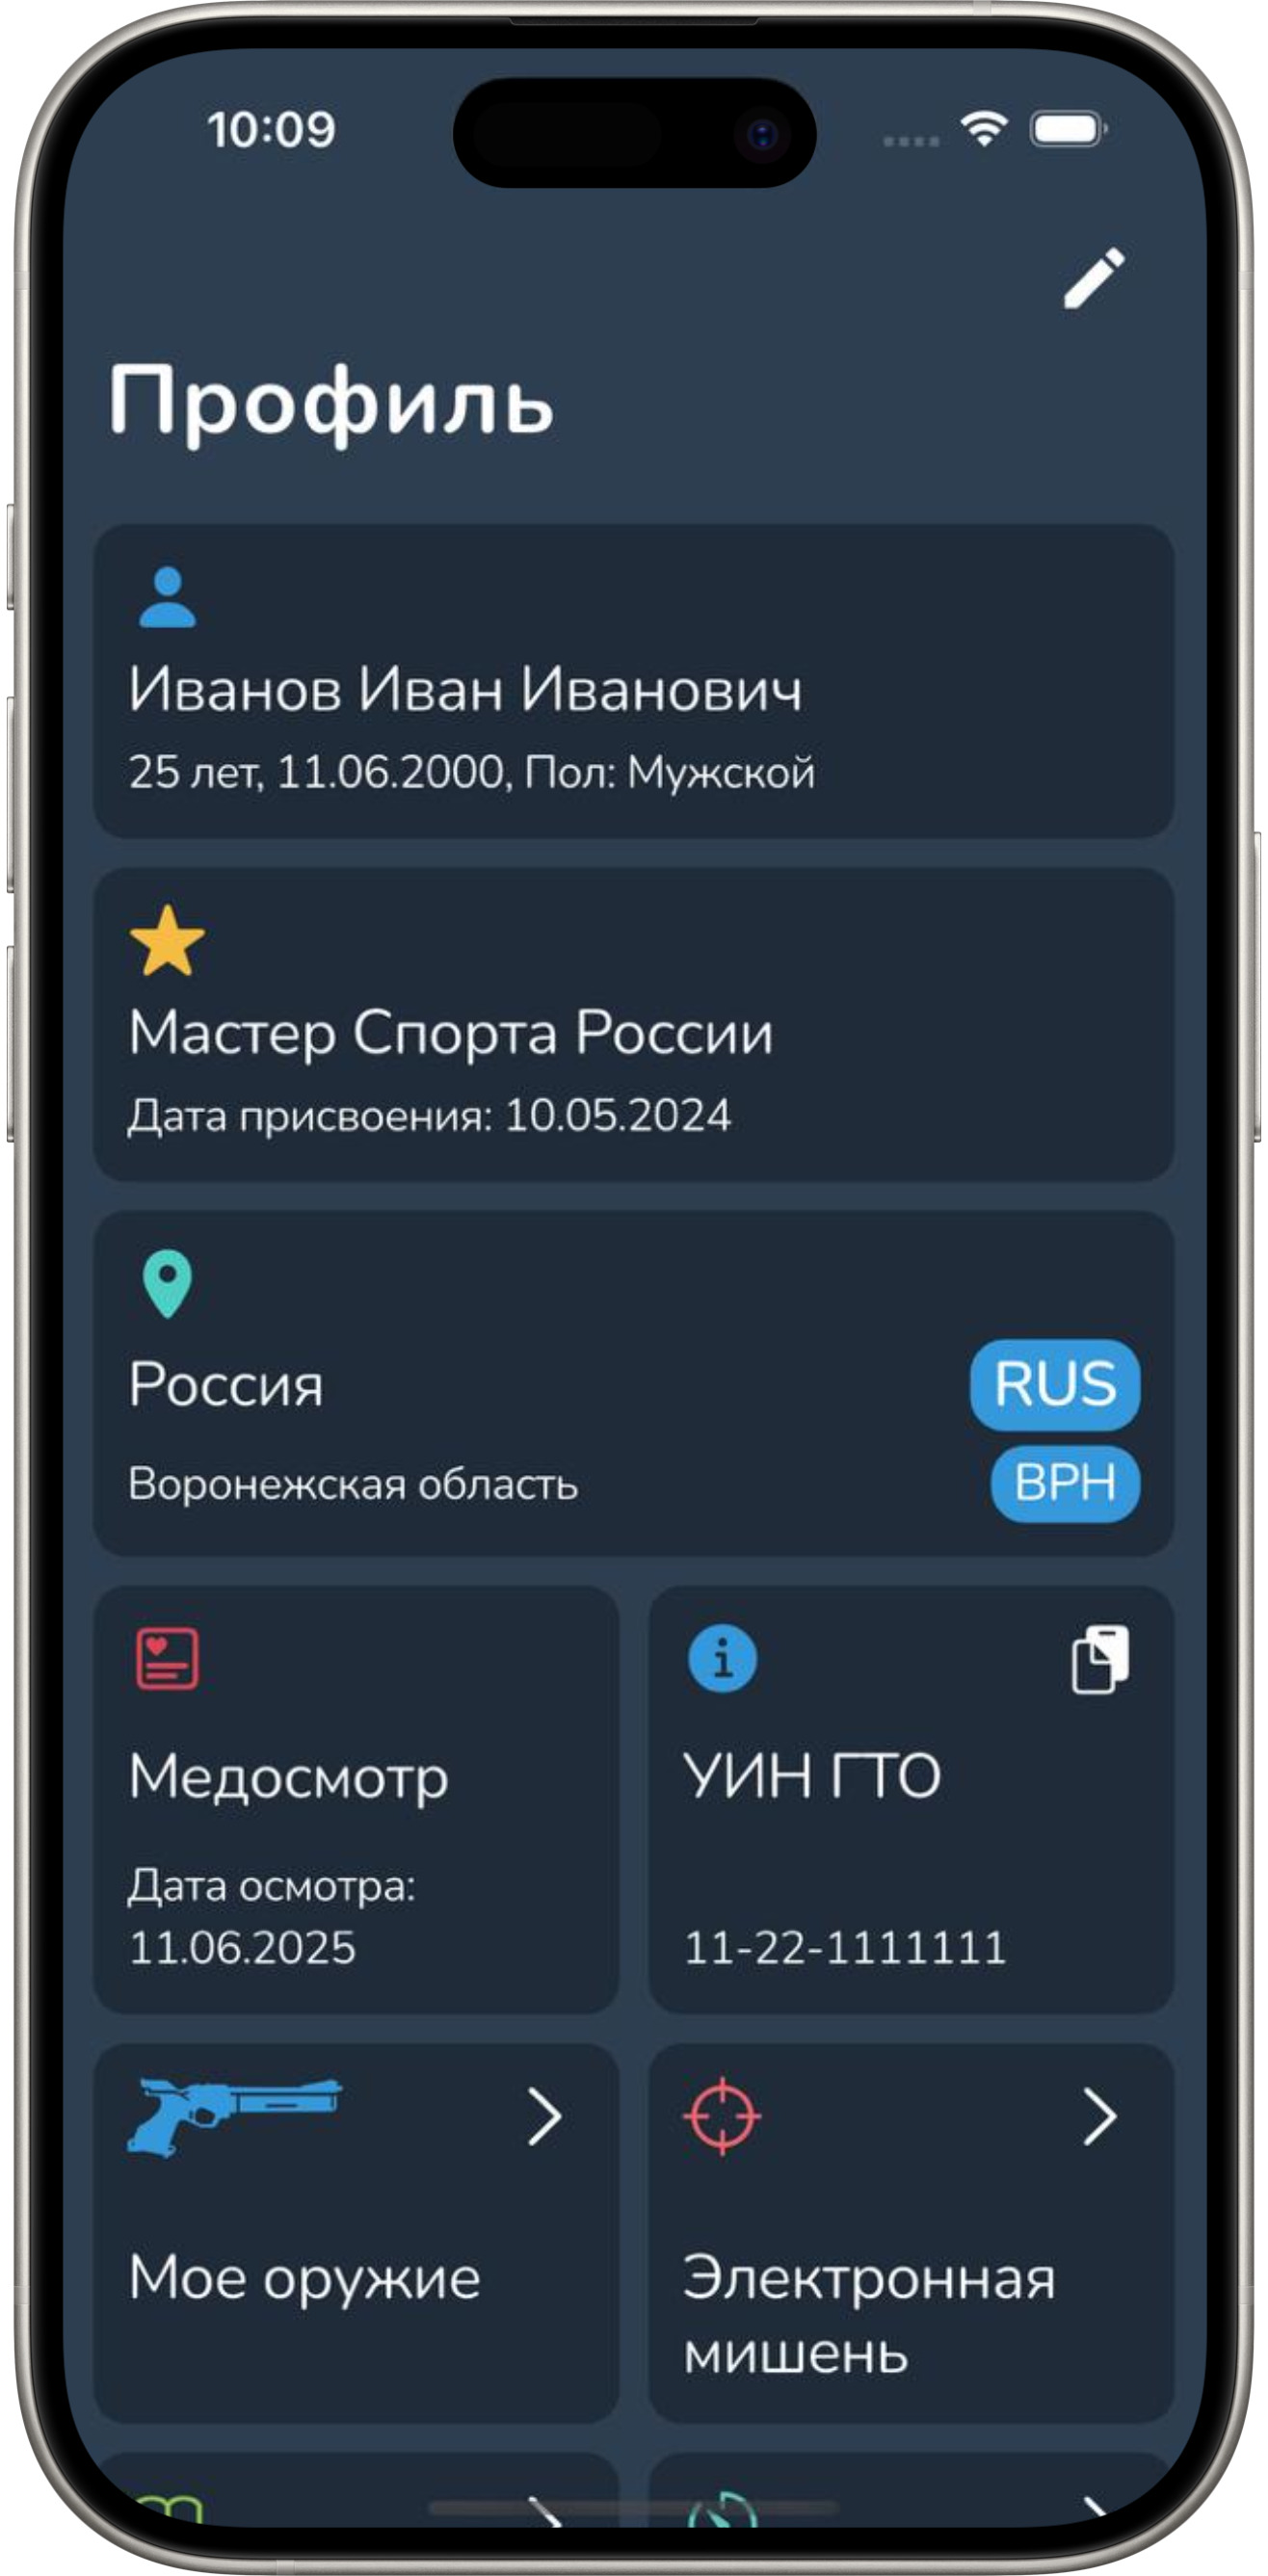 10:09
Профиль
Иванов Иван Иванович
25 лет, 11.06.2000, Пол: Мужской
Мастер Спорта России
Дата присвоения: 10.05.2024
Россия
RUS
Воронежская область
ВРН
Медосмотр
Дата осмотра:
11.06.2025
УИН ГТО
11-22-1111111
Мое оружие
Электронная
мишень